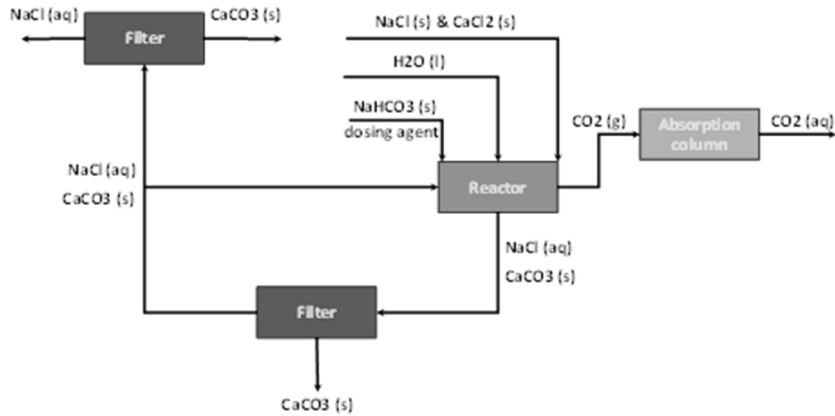 NaCl (aq)
CaCO3 (s)
Filter
NaCl (s) & CaCl2 (s)
H2O (l)
NaHCO3 (s)
dosing agent
CO2 (g)
Absorption
column
CO2 (aq)
NaCl (aq)
CaCO3 (s)
Reactor
NaCl (aq)
CaCO3 (s)
Filter
CaCO3 (s)